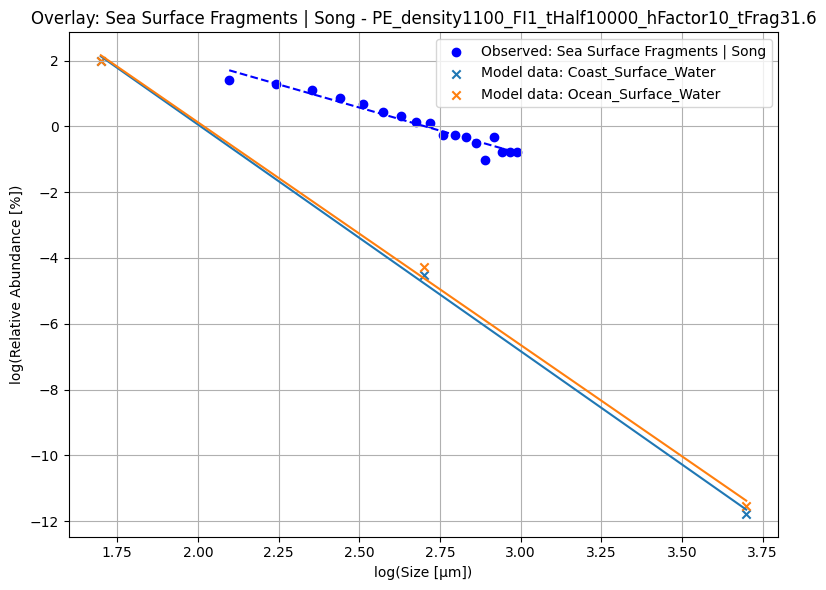 Overlay: Sea Surface Fragments | Song - PE_density1100_FI1_tHalf10000_hFactor10_tFrag31.6
Observed: Sea Surface Fragments | Song
Model data: Coast_Surface_Water
Model data: Ocean_Surface_Water
log(Relative Abundance [%])
2
0
−2
−4
−6
−8
−10
−12
1.75 2.00 2.25 2.50 2.75 3.00 3.25 3.50 3.75
log(Size [μm])